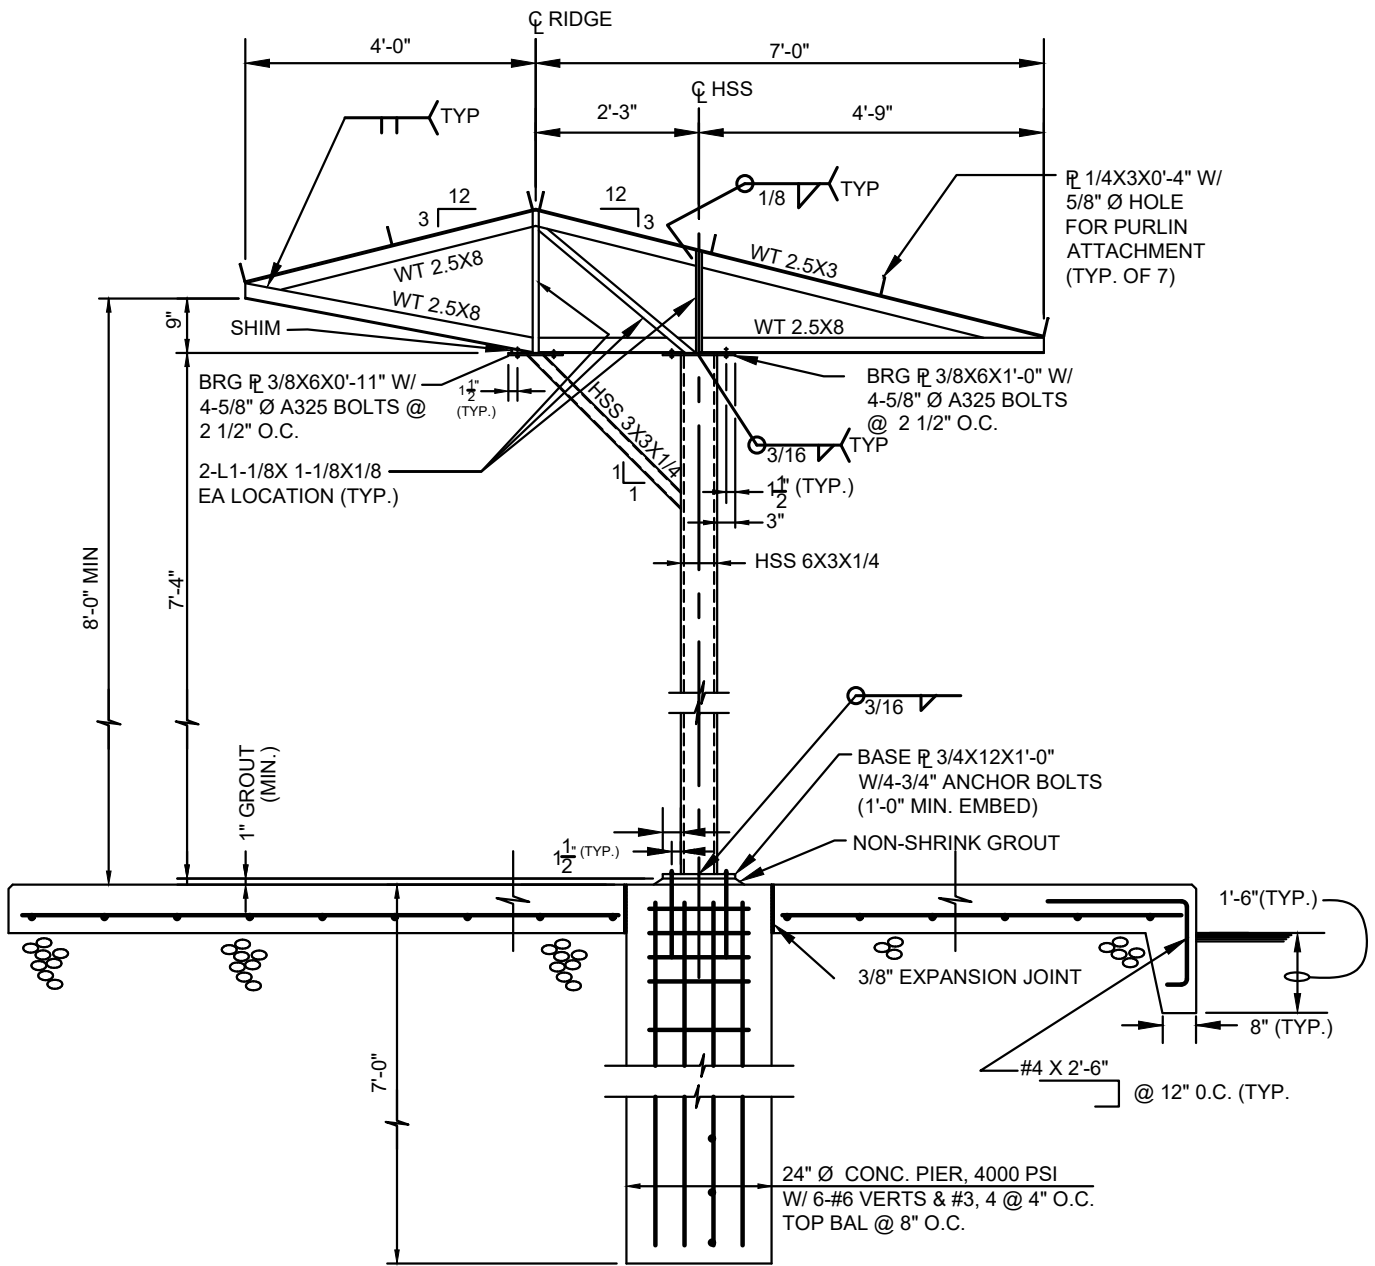 ℄ RIDGE
4'-0"
7'-0"
℄ HSS
2'-3"
4'-9"
TYP
1/8
TYP
P̵L 1/4X3X0'-4" W/
5/8" Ø HOLE
FOR PURLIN
ATTACHMENT
(TYP. OF 7)
12
3
12
3
WT 2.5X8
WT 2.5X3
WT 2.5X8
WT 2.5X8
9"
SHIM
BRG PL 3/8X6X0'-11" W/
4-5/8" Ø A325 BOLTS @
2 1/2" O.C.
1 1/2"
(TYP.)
HSS 3X3X1/4
1
1
BRG PL 3/8X6X1'-0" W/
4-5/8" Ø A325 BOLTS
@ 2 1/2" O.C.
3/16
TYP
2-L1-1/8X 1-1/8X1/8
EA LOCATION (TYP.)
1 1/2" (TYP.)
3"
HSS 6X3X1/4
8'-0" MIN
7'-4"
3/16
1" GROUT
(MIN.)
BASE PL 3/4X12X1'-0"
W/4-3/4" ANCHOR BOLTS
(1'-0" MIN. EMBED)
1 1/2" (TYP.)
NON-SHRINK GROUT
1'-6"(TYP.)
3/8" EXPANSION JOINT
8" (TYP.)
7'-0"
#4 X 2'-6"
@ 12" 0.C. (TYP.
24" Ø CONC. PIER, 4000 PSI
W/ 6-#6 VERTS & #3, 4 @ 4" O.C.
TOP BAL @ 8" O.C.